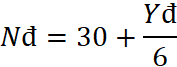 Nđ = 30 + Yđ/6